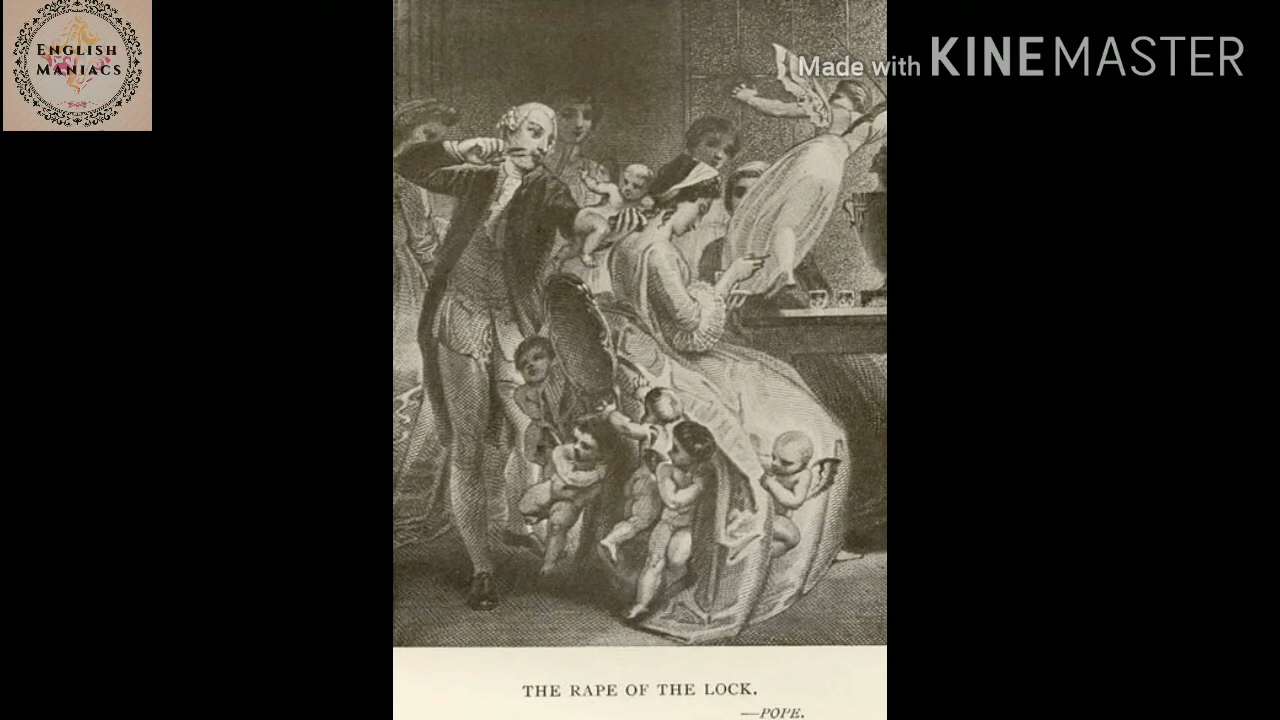 ENGLISH
MANIACS
Made with KINEMASTER
THE RAPE OF THE LOCK.
—POPE.